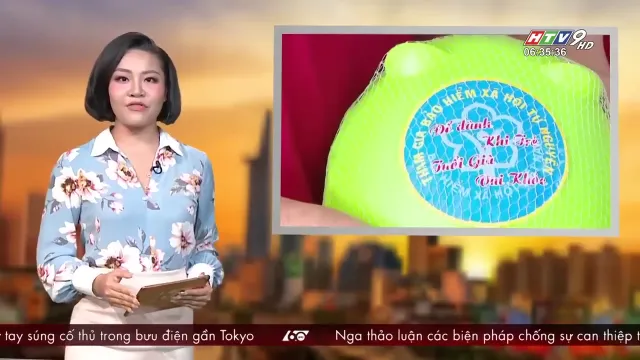 HTV9 HD
06:35:36
THAM GIA BẢO HIỂM XÃ HỘI TỰ NGUYỆN
Để dành
Khi Trẻ
Tuổi Già
Vui Khỏe
tay súng cố thủ trong bưu điện gần Tokyo
60
Nga thảo luận các biện pháp chống sự can thiệp t